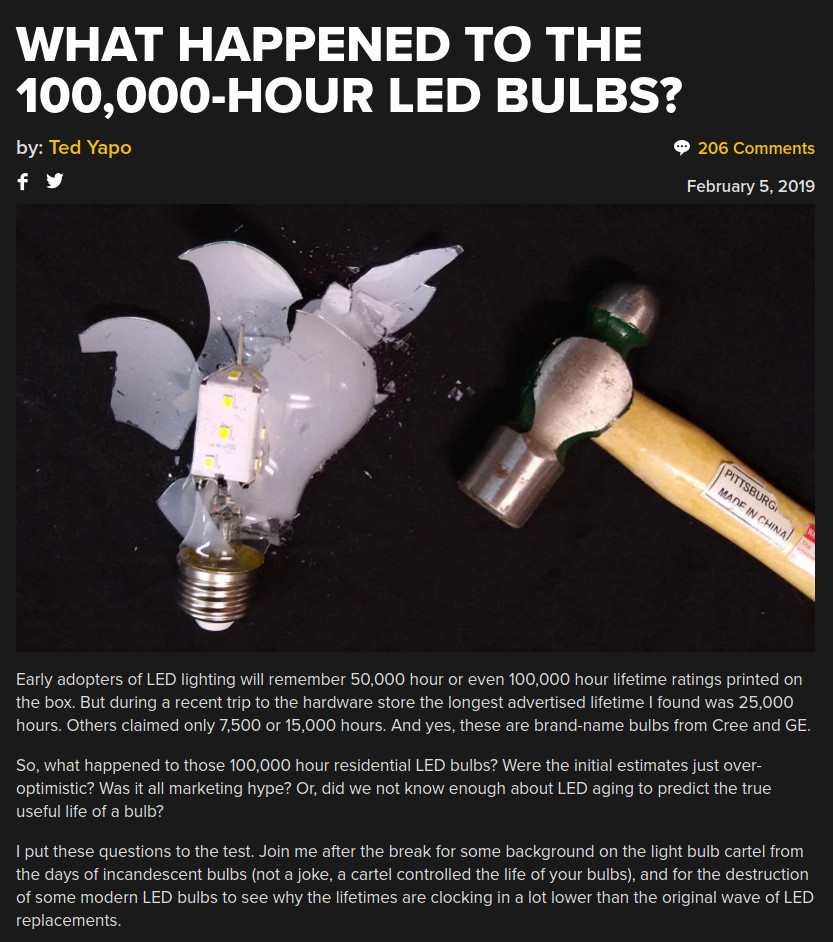 WHAT HAPPENED TO THE
100,000-HOUR LED BULBS?
by: Ted Yapo
206 Comments
February 5, 2019
PITTSBURG
MADE IN CHINA
Early adopters of LED lighting will remember 50,000 hour or even 100,000 hour lifetime ratings printed on
the box. But during a recent trip to the hardware store the longest advertised lifetime I found was 25,000
hours. Others claimed only 7,500 or 15,000 hours. And yes, these are brand-name bulbs from Cree and GE.
So, what happened to those 100,000 hour residential LED bulbs? Were the initial estimates just over-
optimistic? Was it all marketing hype? Or, did we not know enough about LED aging to predict the true
useful life of a bulb?
I put these questions to the test. Join me after the break for some background on the light bulb cartel from
the days of incandescent bulbs (not a joke, a cartel controlled the life of your bulbs), and for the destruction
of some modern LED bulbs to see why the lifetimes are clocking in a lot lower than the original wave of LED
replacements.